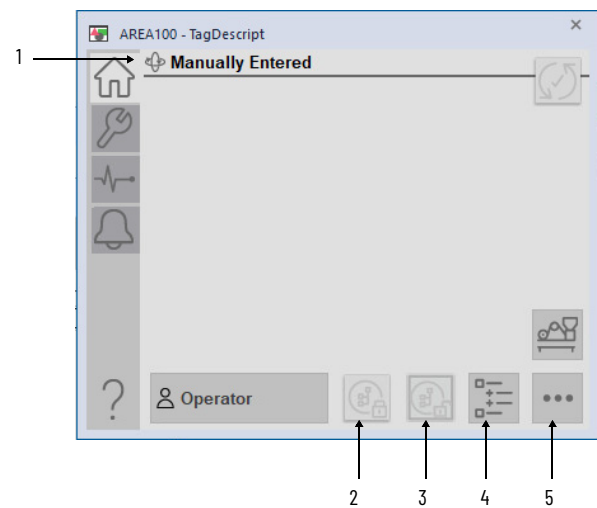 AREA100 - TagDescript
1
Manually Entered
?
Operator
2 3 4 5